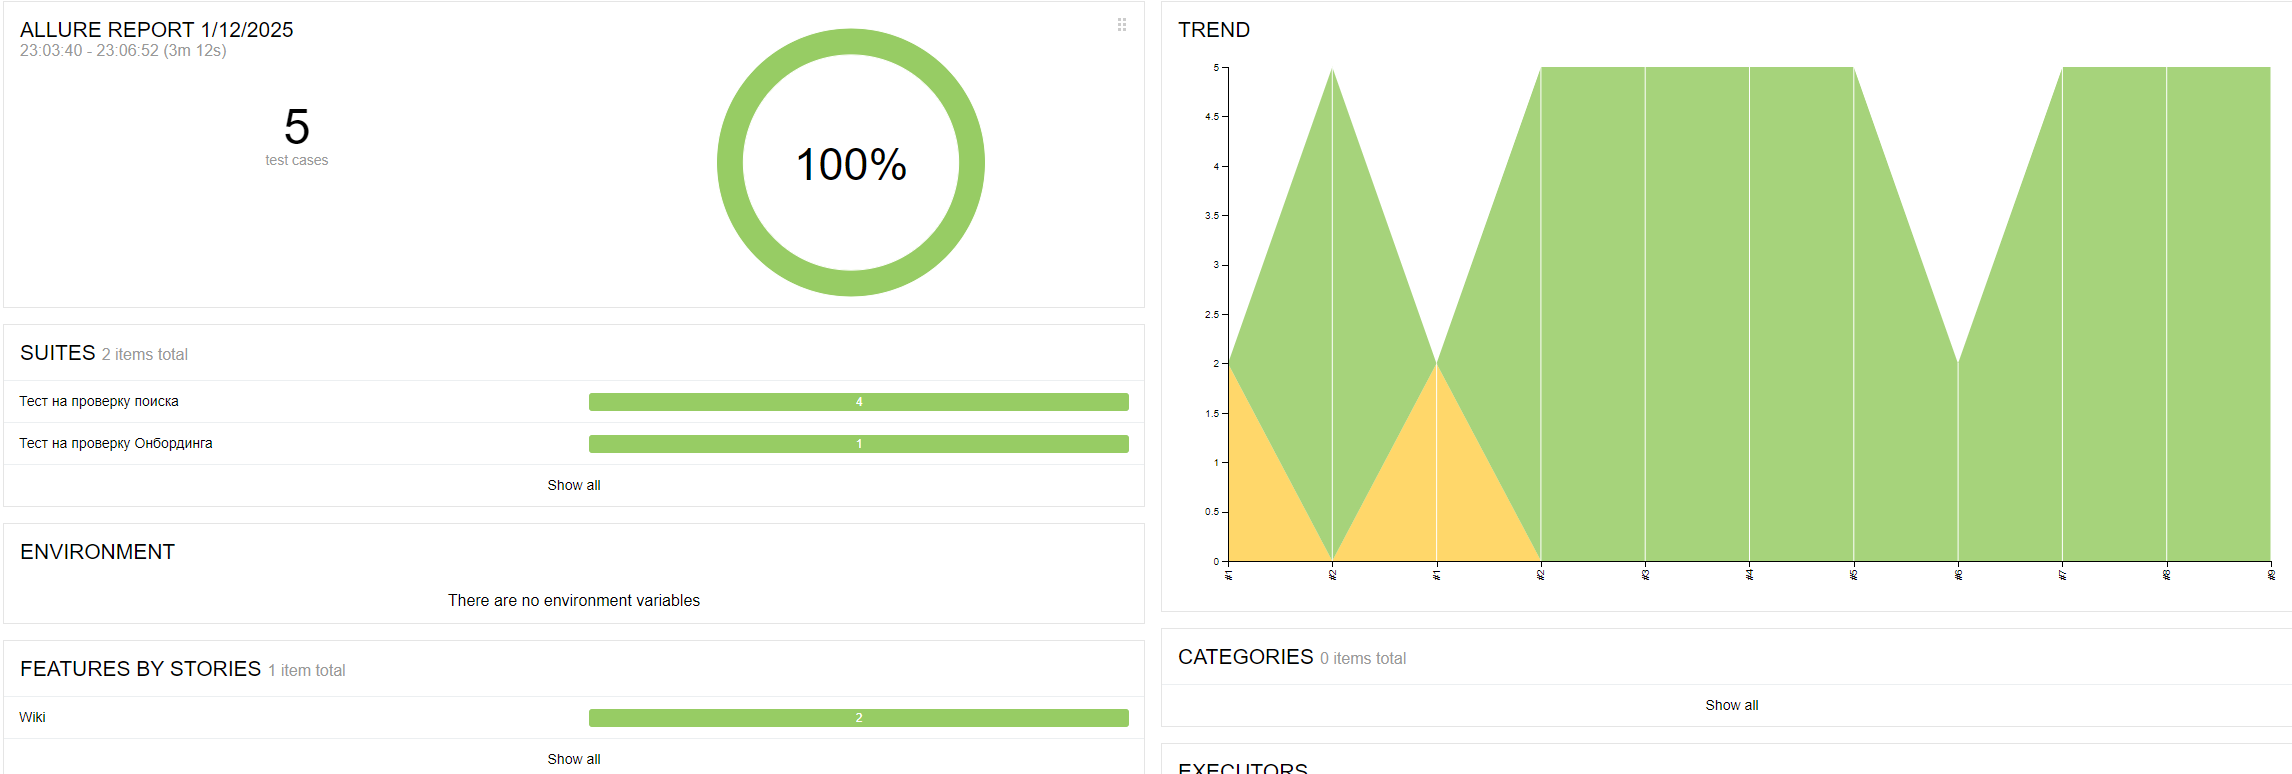 ALLURE REPORT 1/12/2025
23:03:40 - 23:06:52 (3m 12s)
5
test cases
100%
SUITES 2 items total
Тест на проверку поиска
4
Тест на проверку Онбординга
1
Show all
ENVIRONMENT
There are no environment variables
FEATURES BY STORIES 1 item total
Wiki
2
Show all
TREND
5
4.5
4
3.5
3
2.5
2
1.5
1
0.5
0
#1
#2
#1
#2
#3
#4
#5
#6
#7
#8
#9
CATEGORIES 0 items total
Show all
EXECUTORS